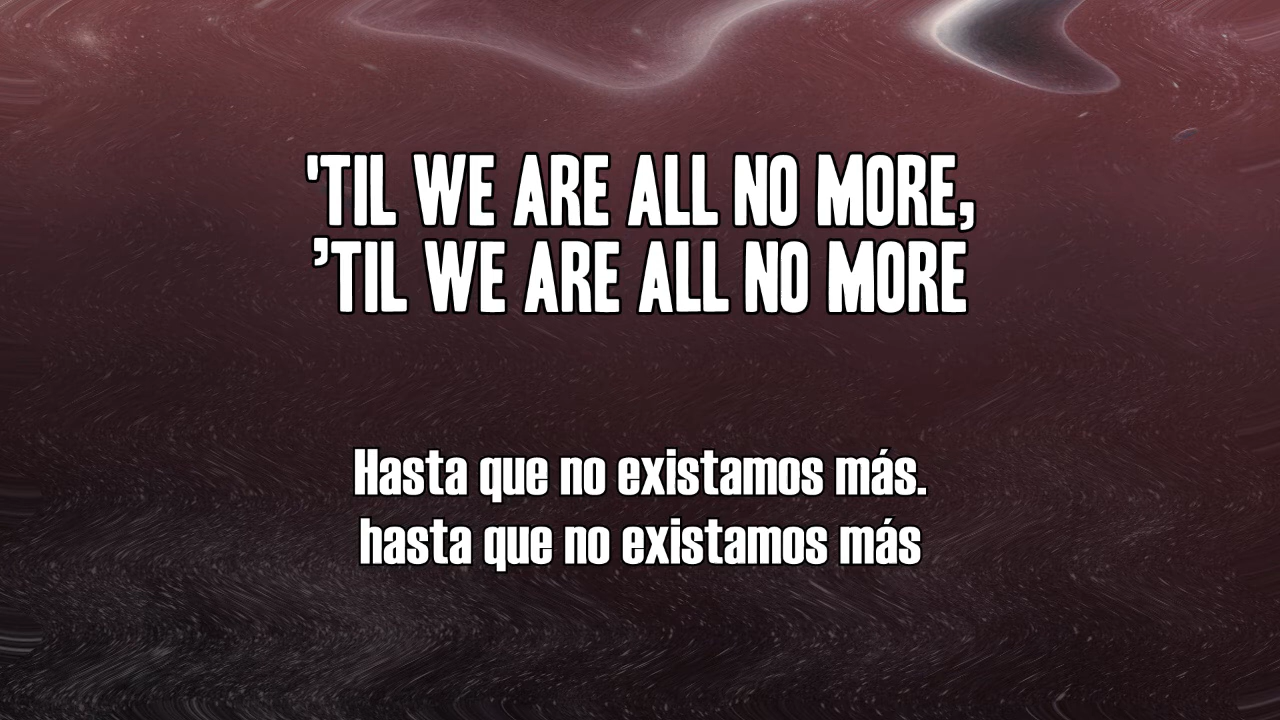 'TIL WE ARE ALL NO MORE,
’TIL WE ARE ALL NO MORE
Hasta que no existamos más.
hasta que no existamos más